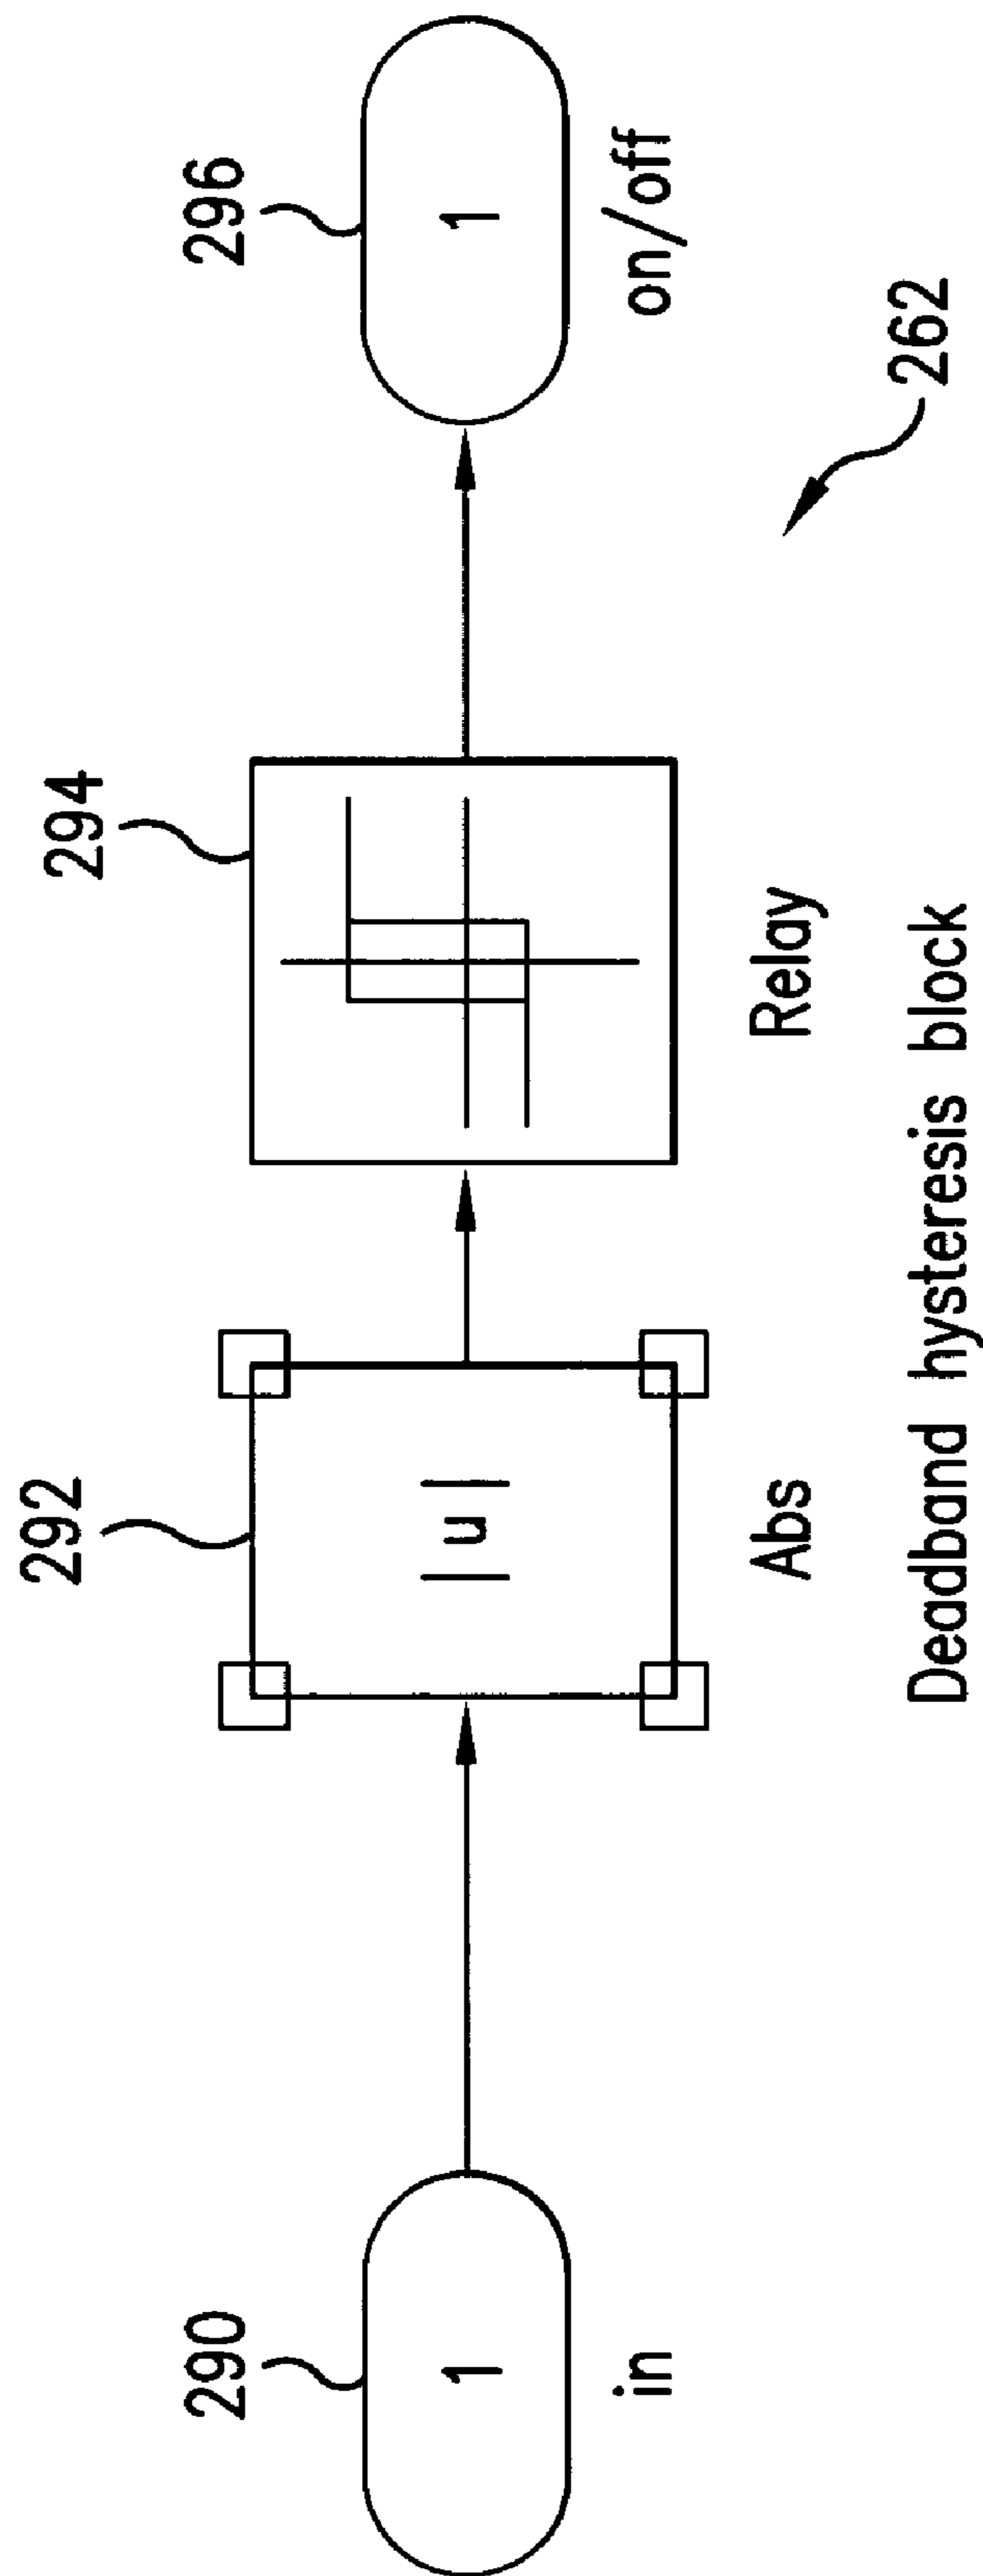 290
292
294
296
1
|u|
1
in
Abs
Relay
on/off
262
Deadband hysteresis block